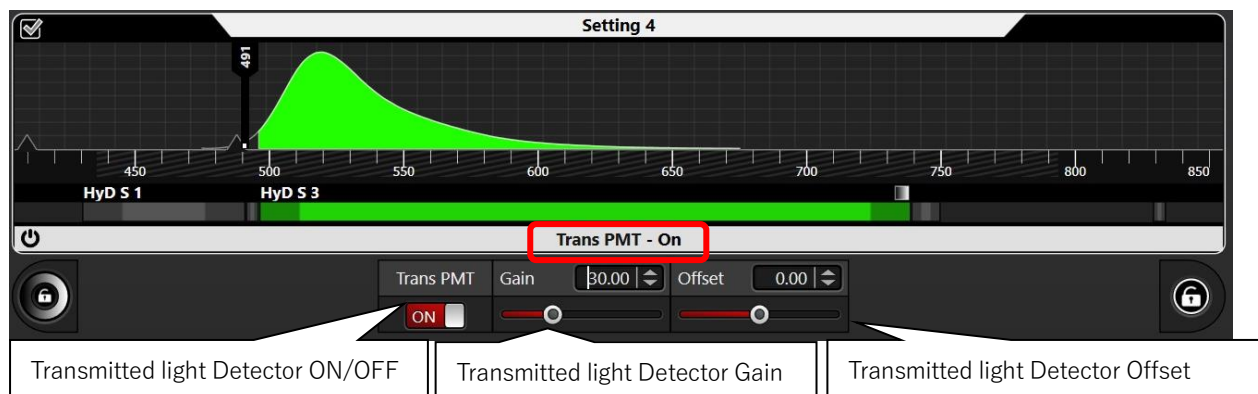 Setting 4
491
450 500 550 600 650 700 750 800 850
HyD S 1 HyD S 3
Trans PMT - On
Trans PMT Gain 30.00 Offset 0.00
ON
Transmitted light Detector ON/OFF Transmitted light Detector Gain Transmitted light Detector Offset